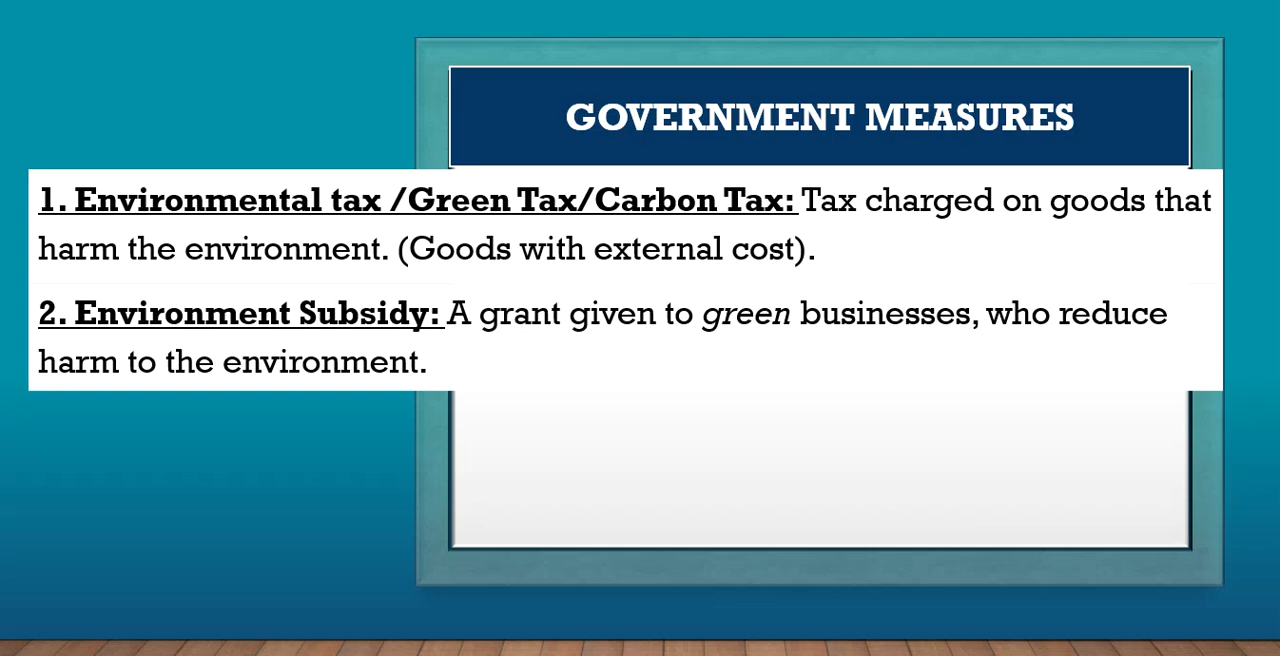 GOVERNMENT MEASURES
1. Environmental tax /Green Tax/Carbon Tax: Tax charged on goods that
harm the environment. (Goods with external cost).
2. Environment Subsidy: A grant given to green businesses, who reduce
harm to the environment.